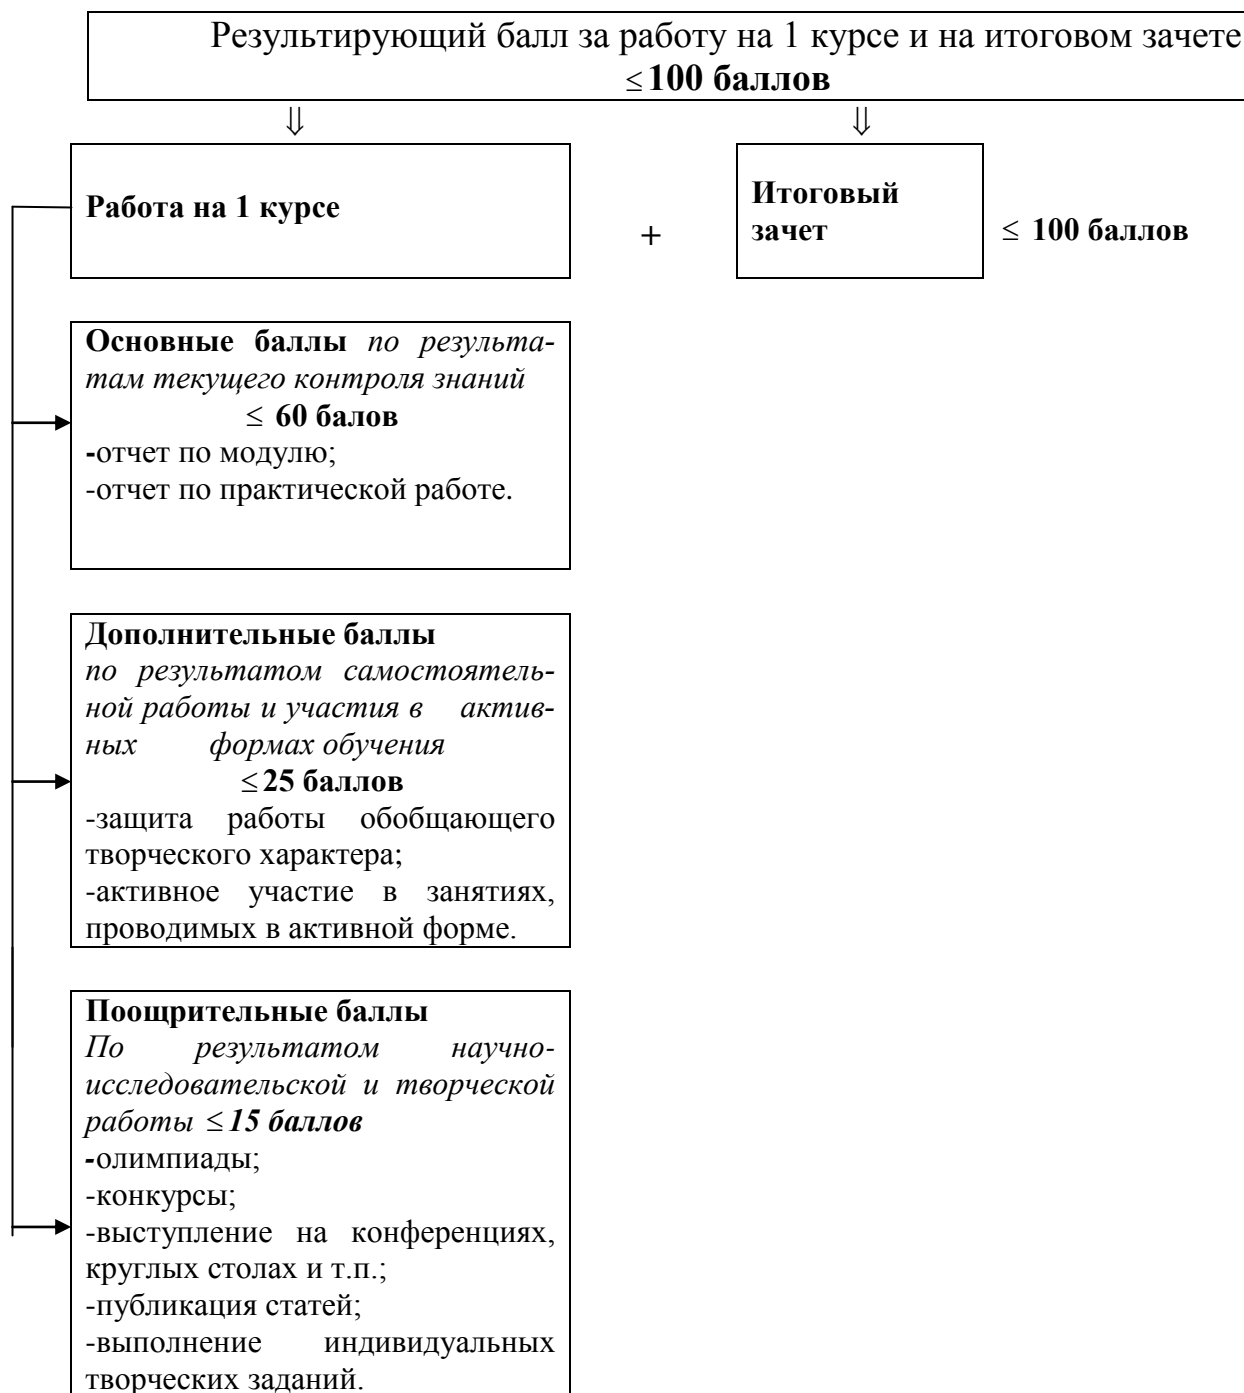 Результирующий балл за работу на 1 курсе и на итоговом зачете
≤ 100 баллов
⇓ ⇓
Работа на 1 курсе
+
Итоговый
зачет
≤ 100 баллов
Основные баллы по результа-
там текущего контроля знаний
≤ 60 балов
-отчет по модулю;
-отчет по практической работе.
Дополнительные баллы
по результатом самостоятель-
ной работы и участия в актив-
ных формах обучения
≤ 25 баллов
-защита работы обобщающего
творческого характера;
-активное участие в занятиях,
проводимых в активной форме.
Поощрительные баллы
По результатом научно-
исследовательской и творческой
работы ≤ 15 баллов
-олимпиады;
-конкурсы;
-выступление на конференциях,
круглых столах и т.п.;
-публикация статей;
-выполнение индивидуальных
творческих заданий.